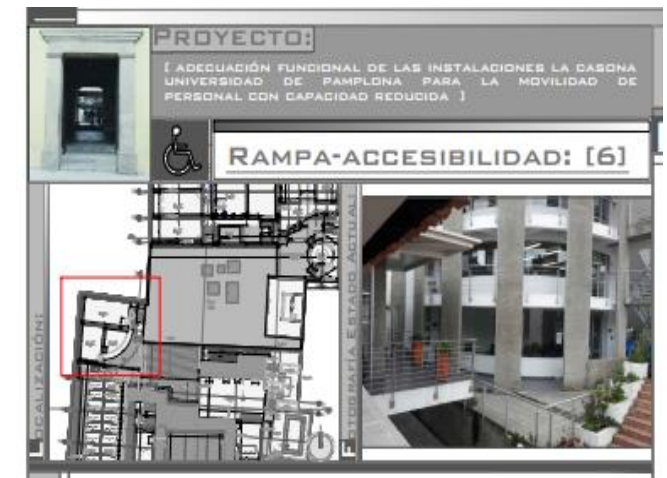 PROYECTO:
[ ADECUACIÓN FUNCIONAL DE LAS INSTALACIONES LA CASONA
UNIVERSIDAD DE PAMPLONA PARA LA MOVILIDAD DE
PERSONAL CON CAPACIDAD REDUCIDA ]
RAMPA-ACCESIBILIDAD: [6]
LOCALIZACIÓN:
FOTOGRAFÍA ESTADO ACTUAL: